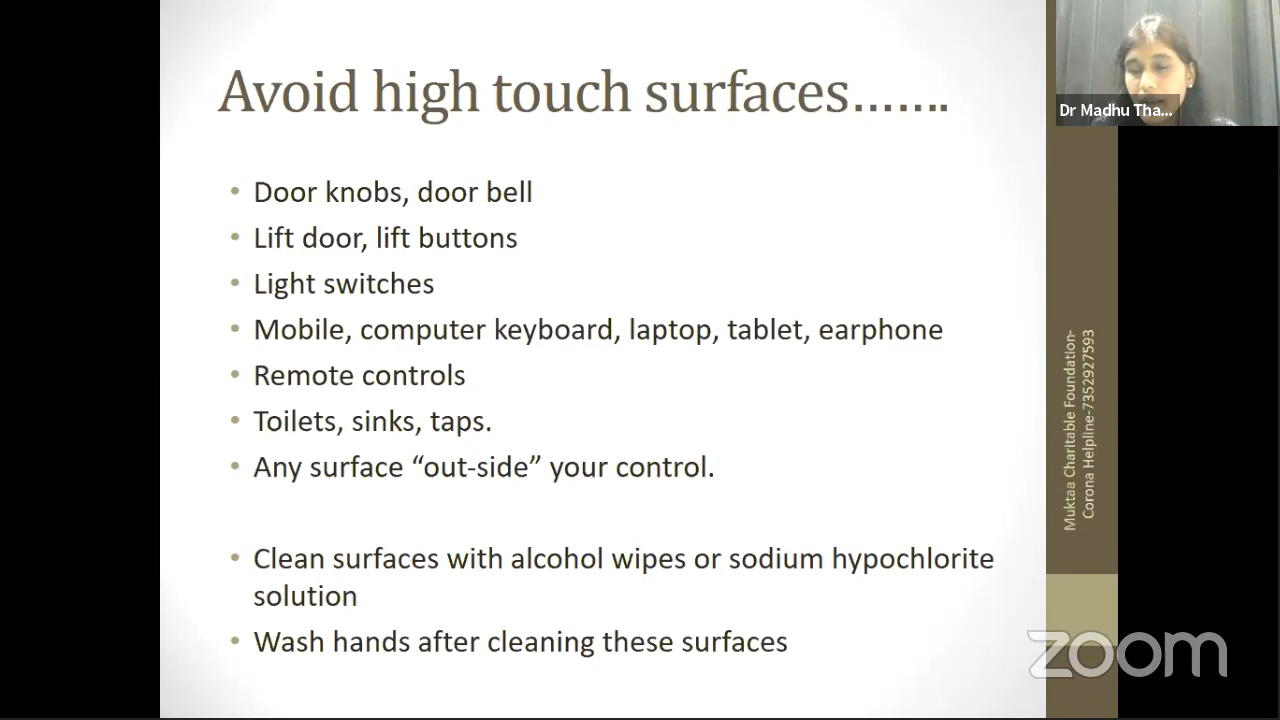 Avoid high touch surfaces…….
Door knobs, door bell
Lift door, lift buttons
Light switches
Mobile, computer keyboard, laptop, tablet, earphone
Remote controls
Toilets, sinks, taps.
Any surface “out-side” your control.
Clean surfaces with alcohol wipes or sodium hypochlorite
solution
Wash hands after cleaning these surfaces
Dr Madhu Tha...
Muktaa Charitable Foundation-
Corona Helpline-7352927593
zoom